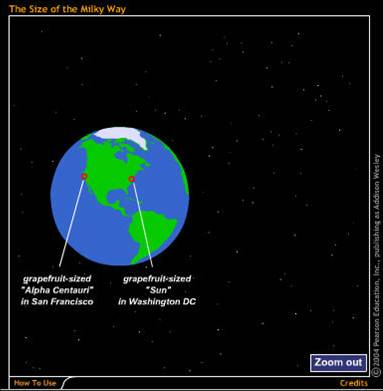 The Size of the Milky Way
grapefruit-sized
"Alpha Centauri"
in San Francisco
grapefruit-sized
"Sun"
in Washington DC
Zoom out
How To Use
Credits
©2004 Pearson Education, Inc., publishing as Addison Wesley